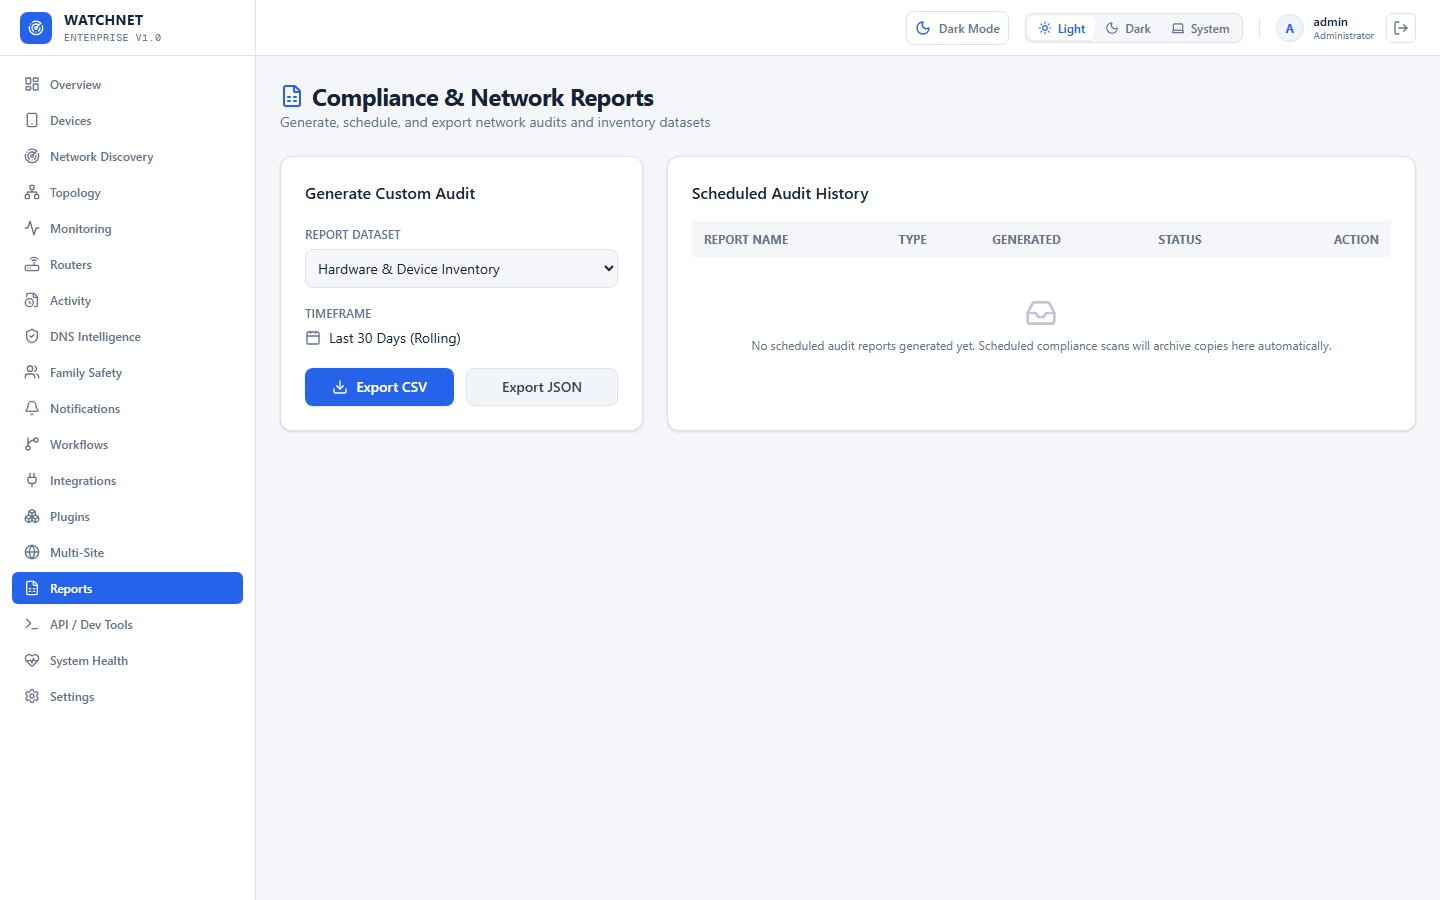 WATCHNET
ENTERPRISE V1.0
Dark Mode
Light
Dark
System
A
admin
Administrator
Overview
Devices
Network Discovery
Topology
Monitoring
Routers
Activity
DNS Intelligence
Family Safety
Notifications
Workflows
Integrations
Plugins
Multi-Site
Reports
API / Dev Tools
System Health
Settings
Compliance & Network Reports
Generate, schedule, and export network audits and inventory datasets
Generate Custom Audit
REPORT DATASET
Hardware & Device Inventory
TIMEFRAME
Last 30 Days (Rolling)
Export CSV
Export JSON
Scheduled Audit History
REPORT NAME TYPE GENERATED STATUS ACTION
No scheduled audit reports generated yet. Scheduled compliance scans will archive copies here automatically.